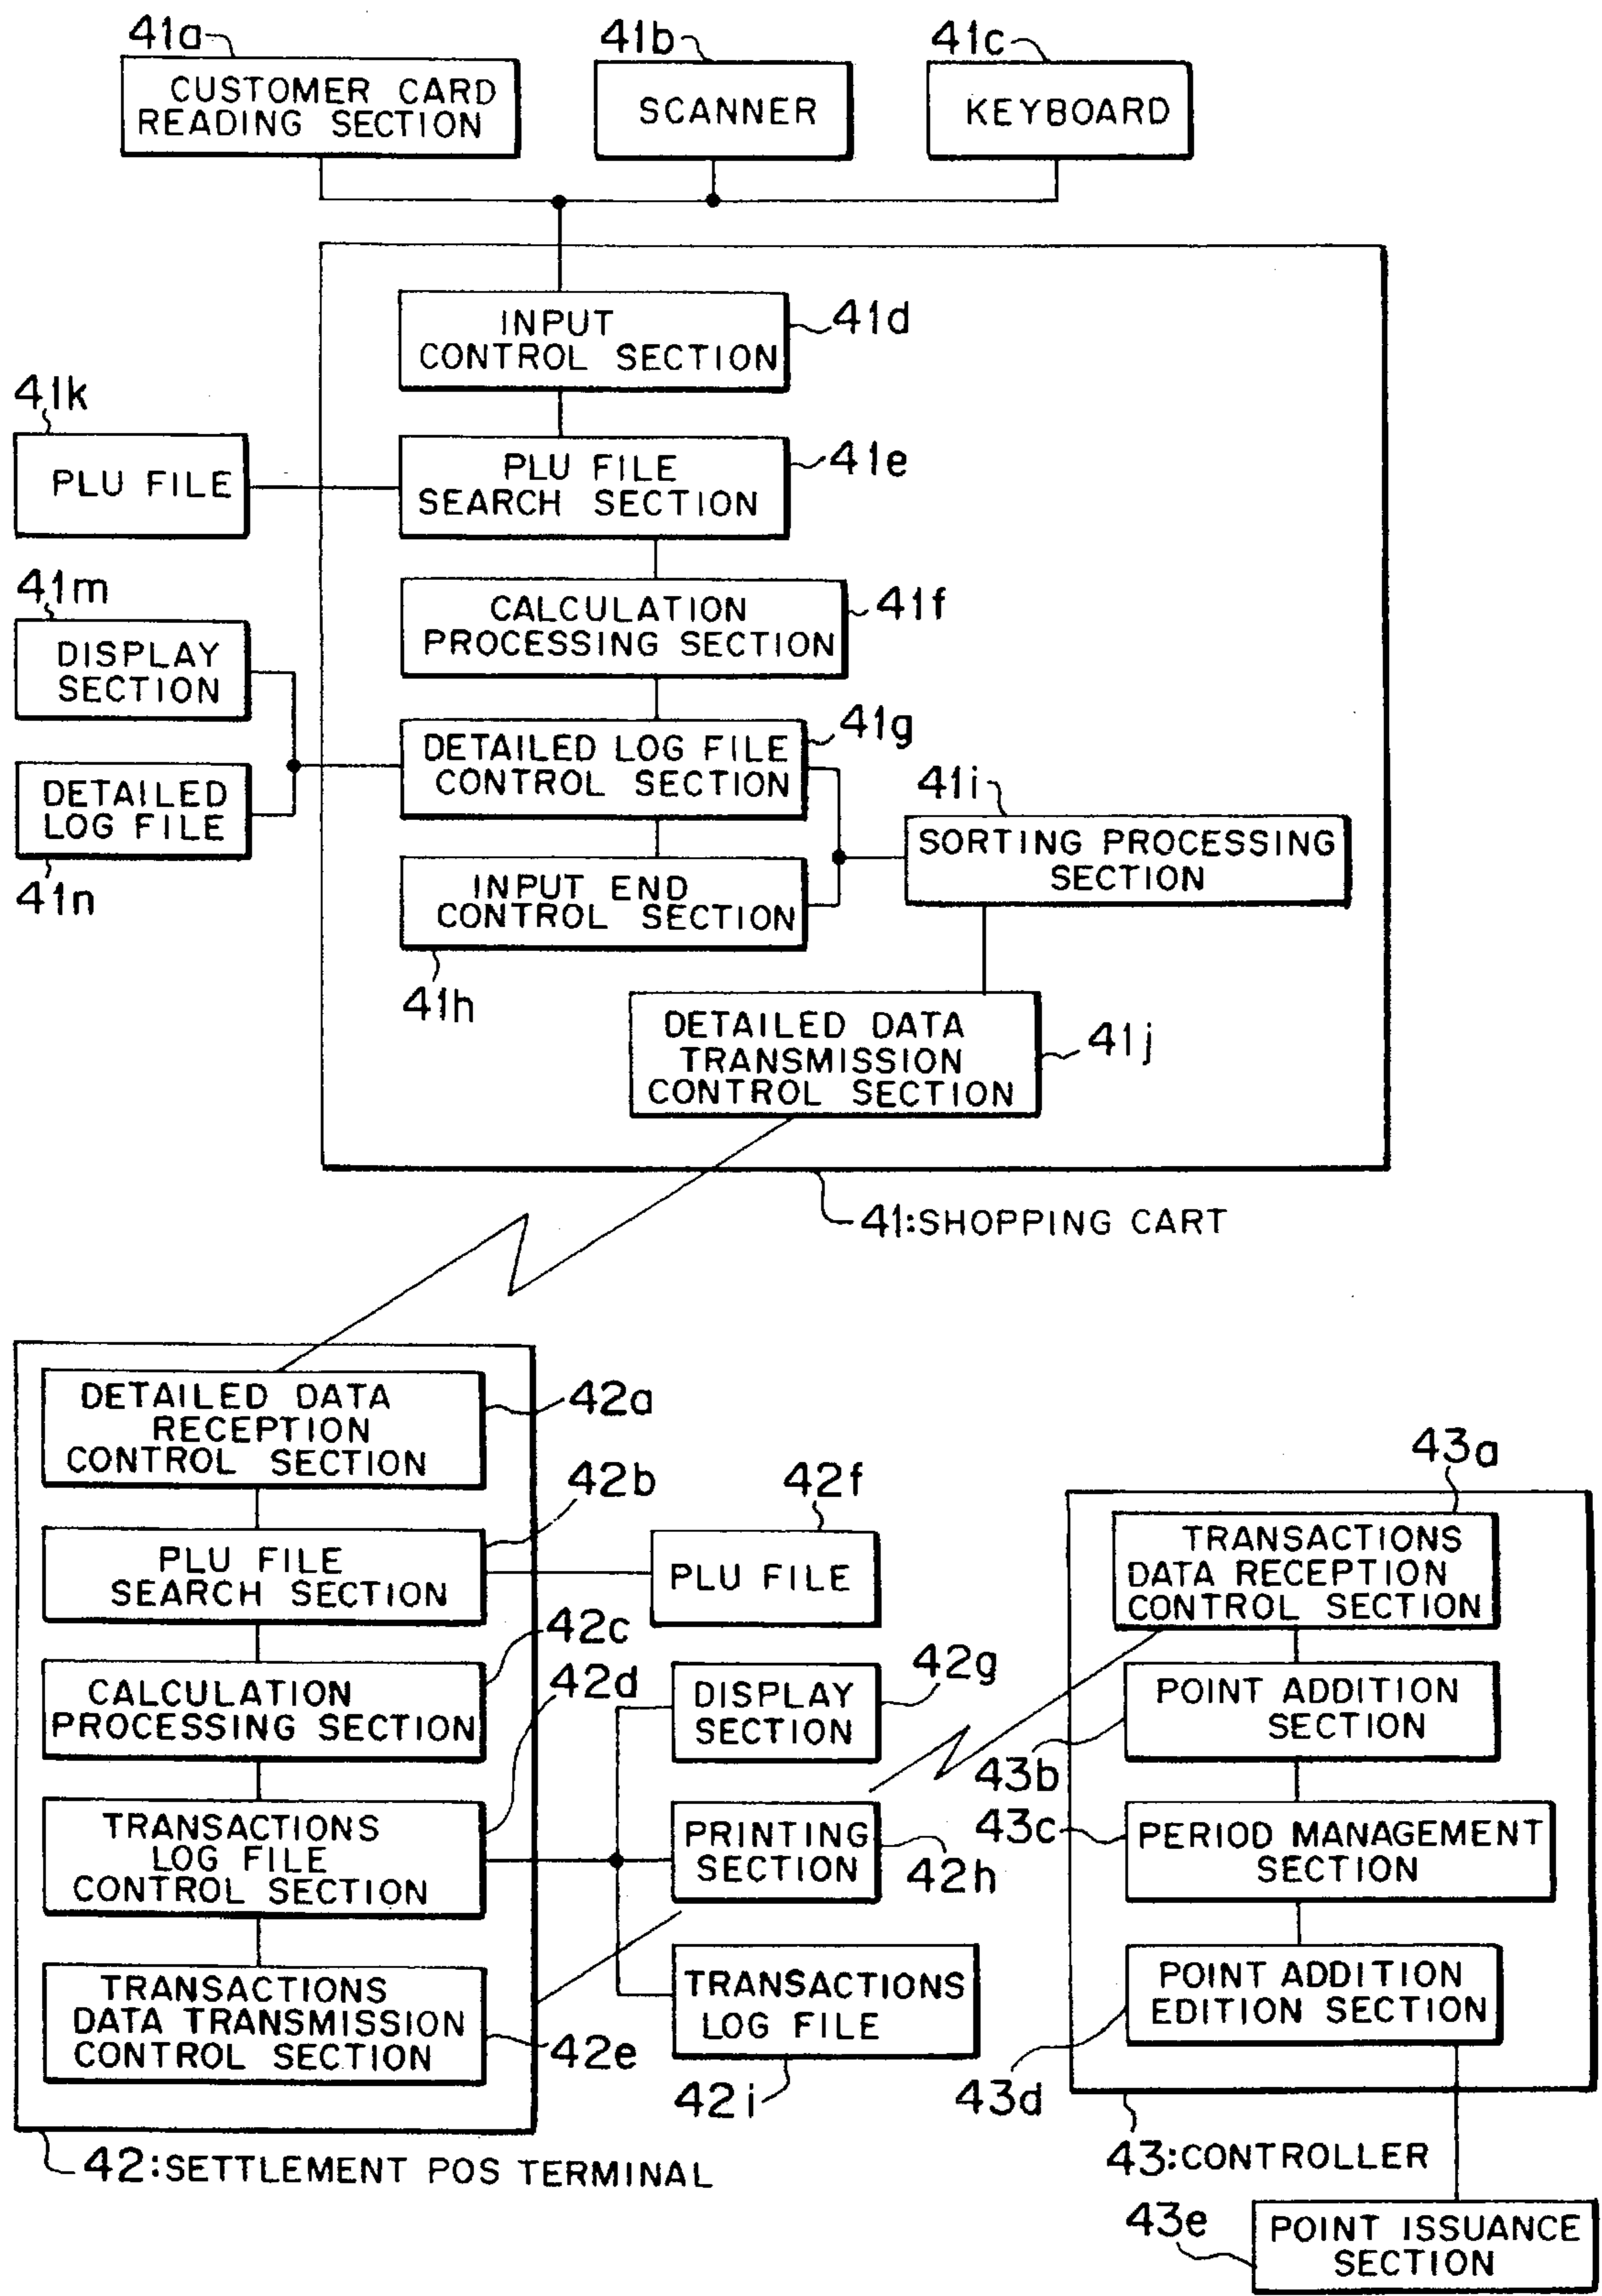 41a
CUSTOMER CARD
READING SECTION
41b
SCANNER
41c
KEYBOARD
INPUT
CONTROL SECTION
41d
41k
PLU FILE
PLU FILE
SEARCH SECTION
41e
41m
DISPLAY
SECTION
CALCULATION
PROCESSING SECTION
41f
DETAILED LOG FILE
CONTROL SECTION
41g
DETAILED
LOG FILE
41n
41i
SORTING PROCESSING
SECTION
INPUT END
CONTROL SECTION
41h
DETAILED DATA
TRANSMISSION
CONTROL SECTION
41j
41:SHOPPING CART
DETAILED DATA
RECEPTION
CONTROL SECTION
42a
PLU FILE
SEARCH SECTION
42b
42f
PLU FILE
CALCULATION
PROCESSING SECTION
42c
42d
DISPLAY
SECTION
42g
TRANSACTIONS
LOG FILE
CONTROL SECTION
PRINTING
SECTION
42h
TRANSACTIONS
DATA TRANSMISSION
CONTROL SECTION
42e
TRANSACTIONS
LOG FILE
42i
42:SETTLEMENT POS TERMINAL
43a
TRANSACTIONS
DATA RECEPTION
CONTROL SECTION
POINT ADDITION
SECTION
43b
43c
PERIOD MANAGEMENT
SECTION
POINT ADDITION
EDITION SECTION
43d
43:CONTROLLER
43e
POINT ISSUANCE
SECTION